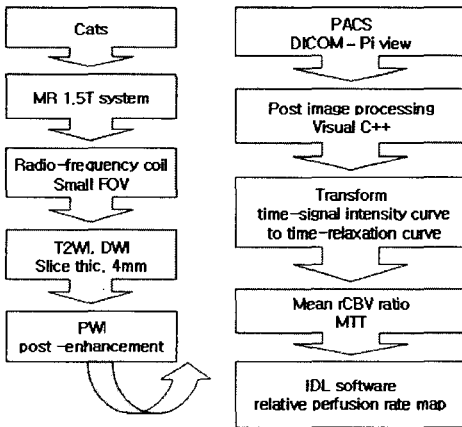 Cats
MR 1.5T system
Radio-frequency coil
Small FOV
T2WI, DWI
Slice thic, 4mm
PWI
post-enhancement
PACS
DICOM - Pi view
Post image processing
Visual C++
Transform
time-signal intensity curve
to time-relaxation curve
Mean rCBV ratio
MTT
IDL software
relative perfusion rate map